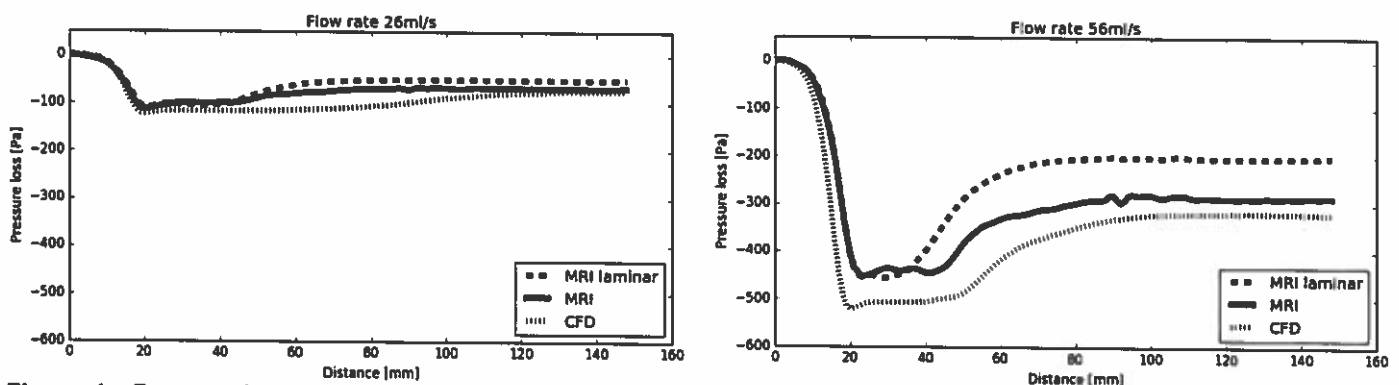 Flow rate 26ml/s
0
−100
−200
−300
−400
−500
−600
Pressure loss [Pa]
MRI laminar
MRI
CFD
0 20 40 60 80 100 120 140 160
Distance [mm]
Flow rate 56ml/s
0
−100
−200
−300
−400
−500
−600
Pressure loss [Pa]
MRI laminar
MRI
CFD
0 20 40 60 80 100 120 140 160
Distance [mm]